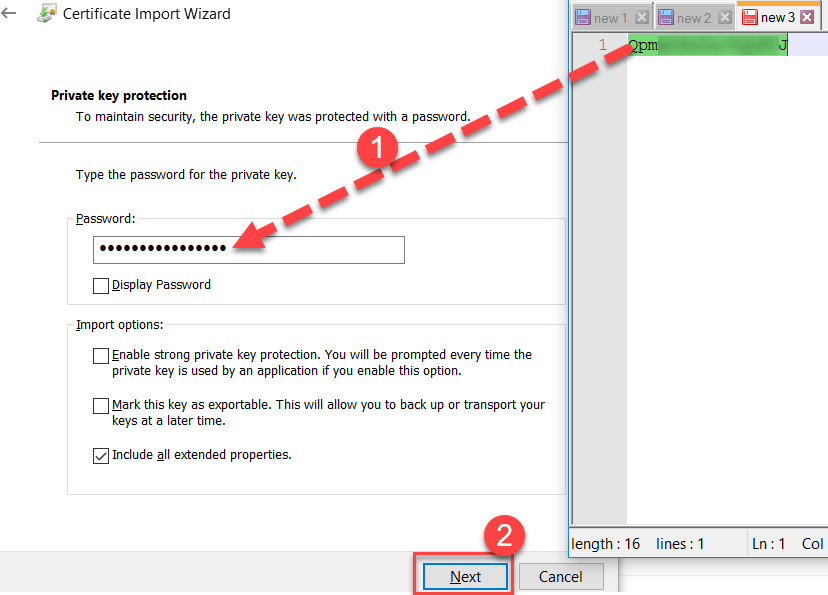 Certificate Import Wizard
Private key protection
To maintain security, the private key was protected with a password.
Type the password for the private key.
Password:
••••••••••••••••
Display Password
Import options:
Enable strong private key protection. You will be prompted every time the
private key is used by an application if you enable this option.
Mark this key as exportable. This will allow you to back up or transport your
keys at a later time.
Include all extended properties.
Next
Cancel
1
2
new 1
new 2
new 3
1
Qpm
J
length : 16 lines : 1
Ln : 1 Col